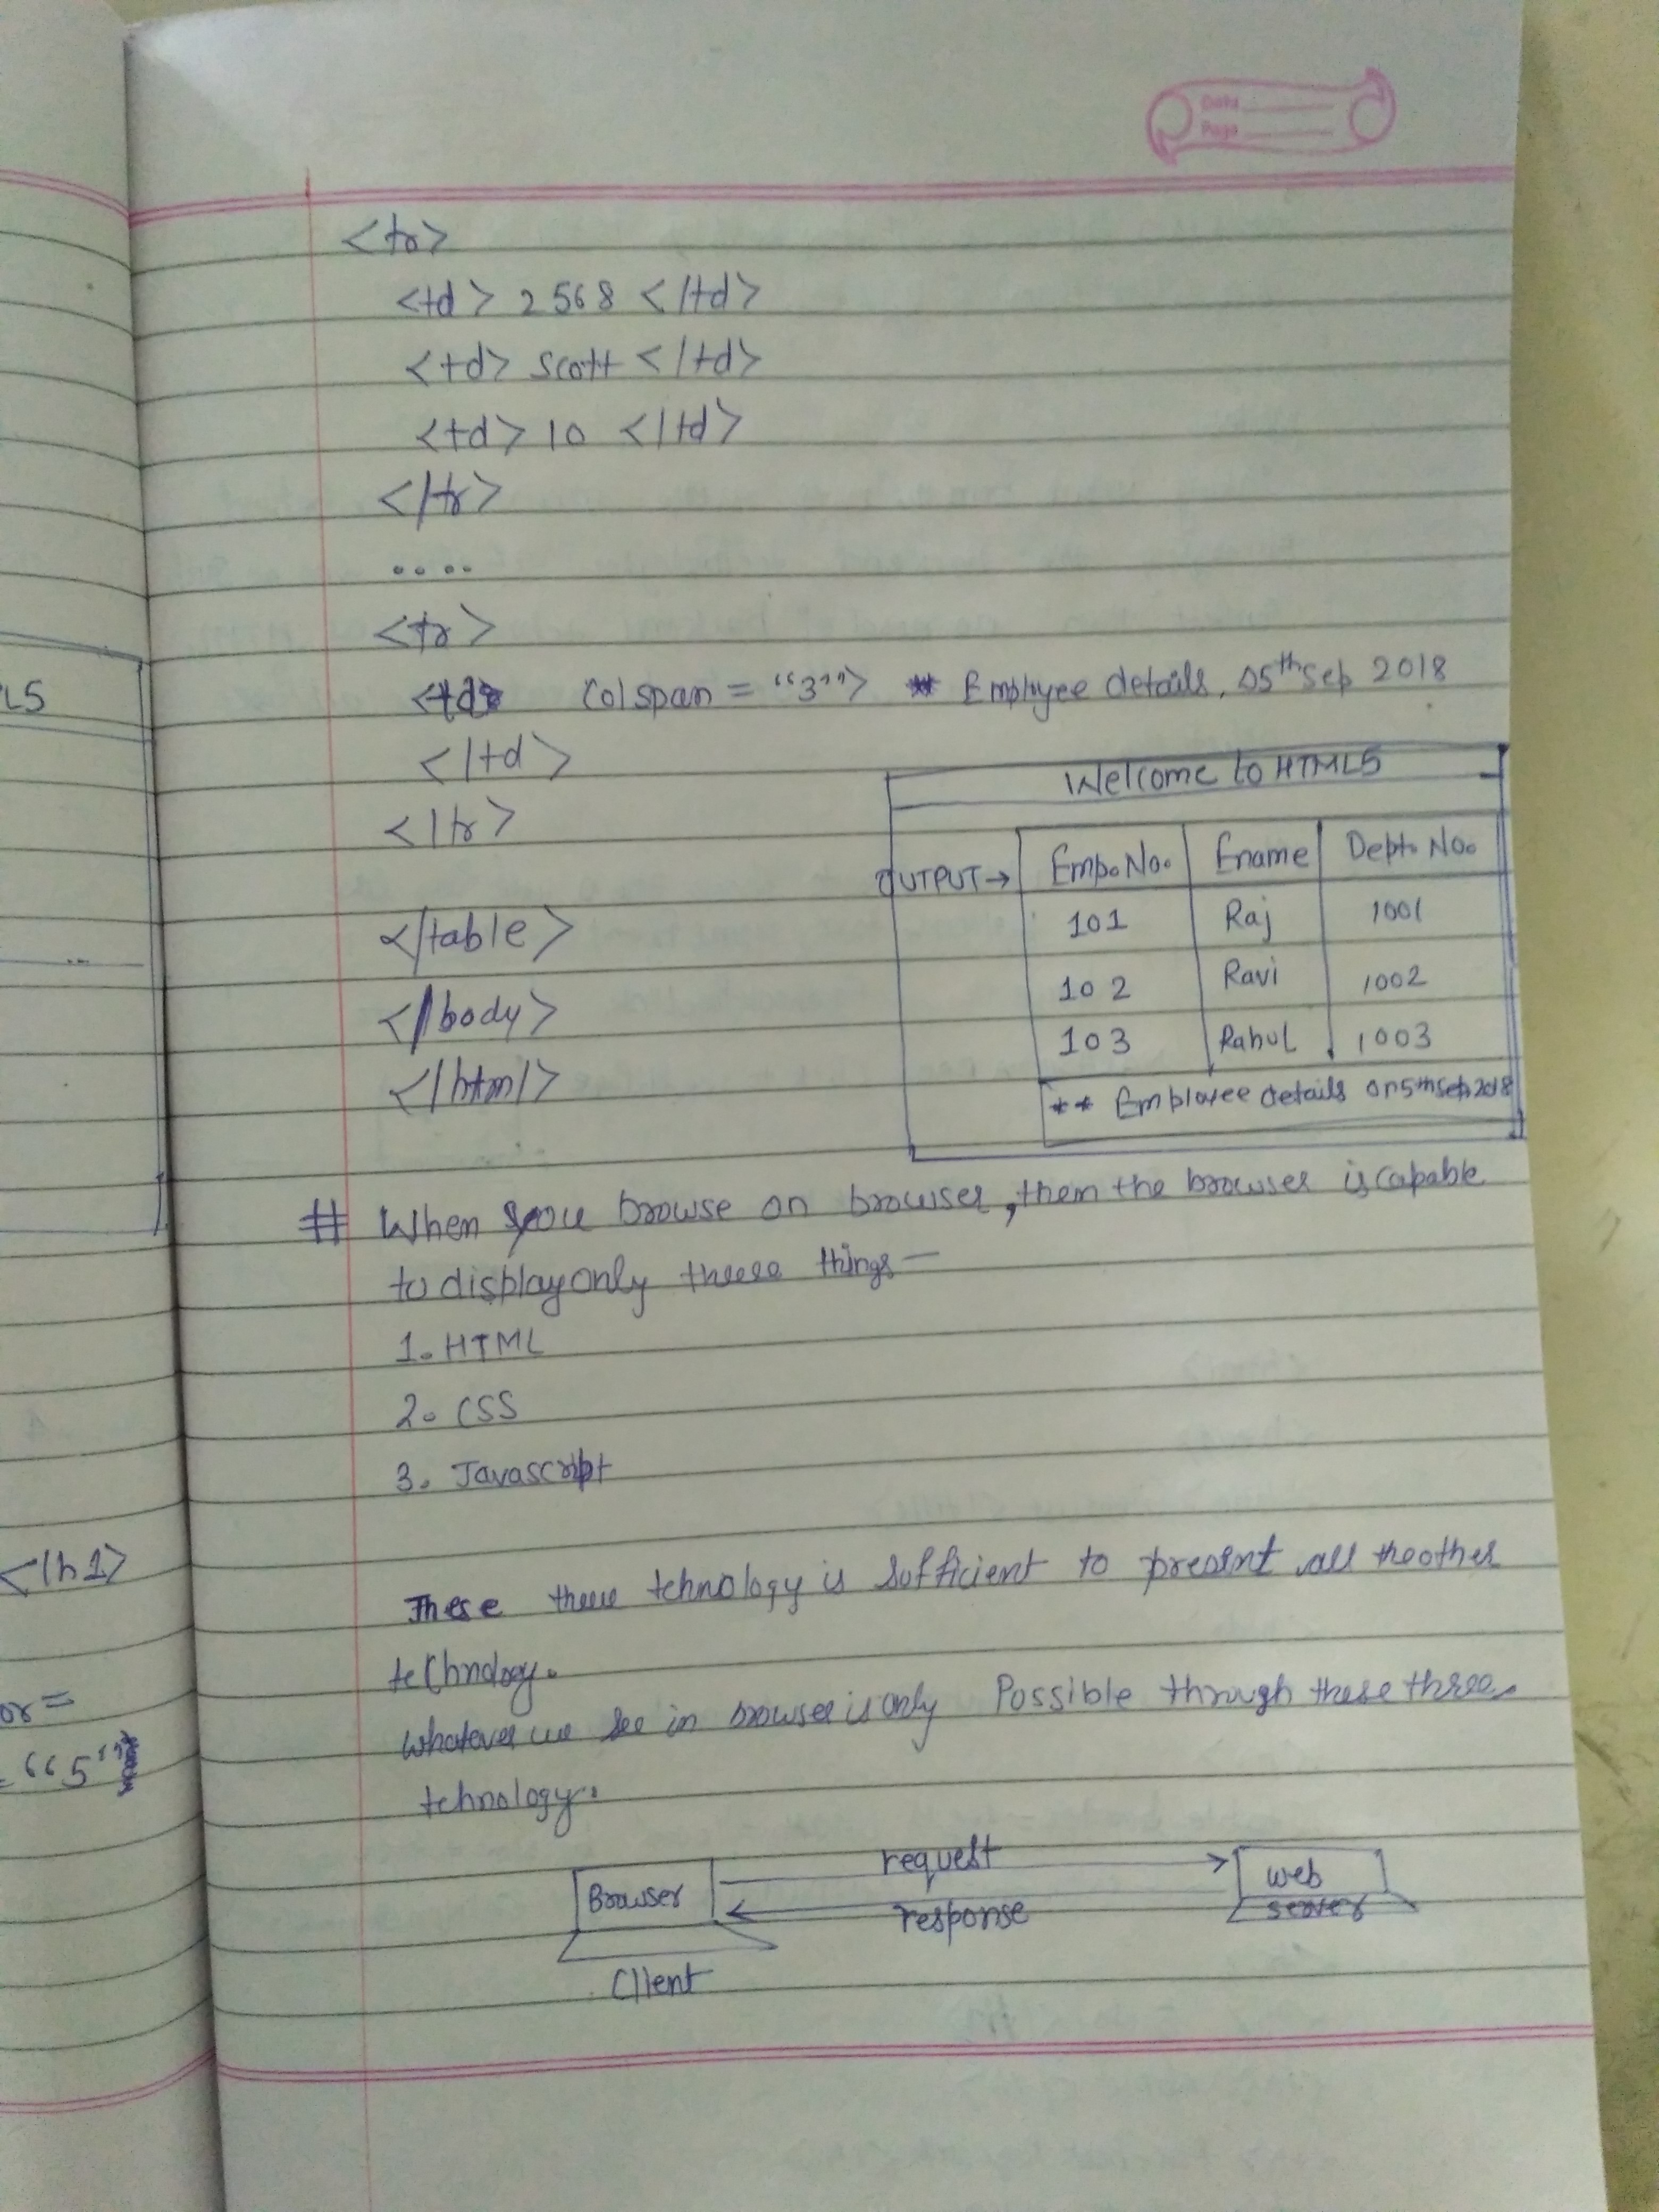 Date
Page
<tr>
<td> 2568 </td>
<td> Scott </td>
<td> 10 </td>
</tr>
....
<tr>
<td colspan = "3"> ** Employee details, 05th Sep 2018
</td>
</tr>
</table>
</body>
</html>
Welcome to HTML5
OUTPUT →
Emp. No. Ename Dept. No.
101 Raj 1001
102 Ravi 1002
103 Rahul 1003
** Employee details on 5th Sep 2018
# When you browse on browser, then the browser is capable
to display only three things —
1. HTML
2. CSS
3. Javascript
These three tehnology is sufficient to present all the other
technology.
whatever we see in browser is only Possible through these three
tehnology.
Browser
request
response
web
server
Client
L5
</h1>
or =
= "5"